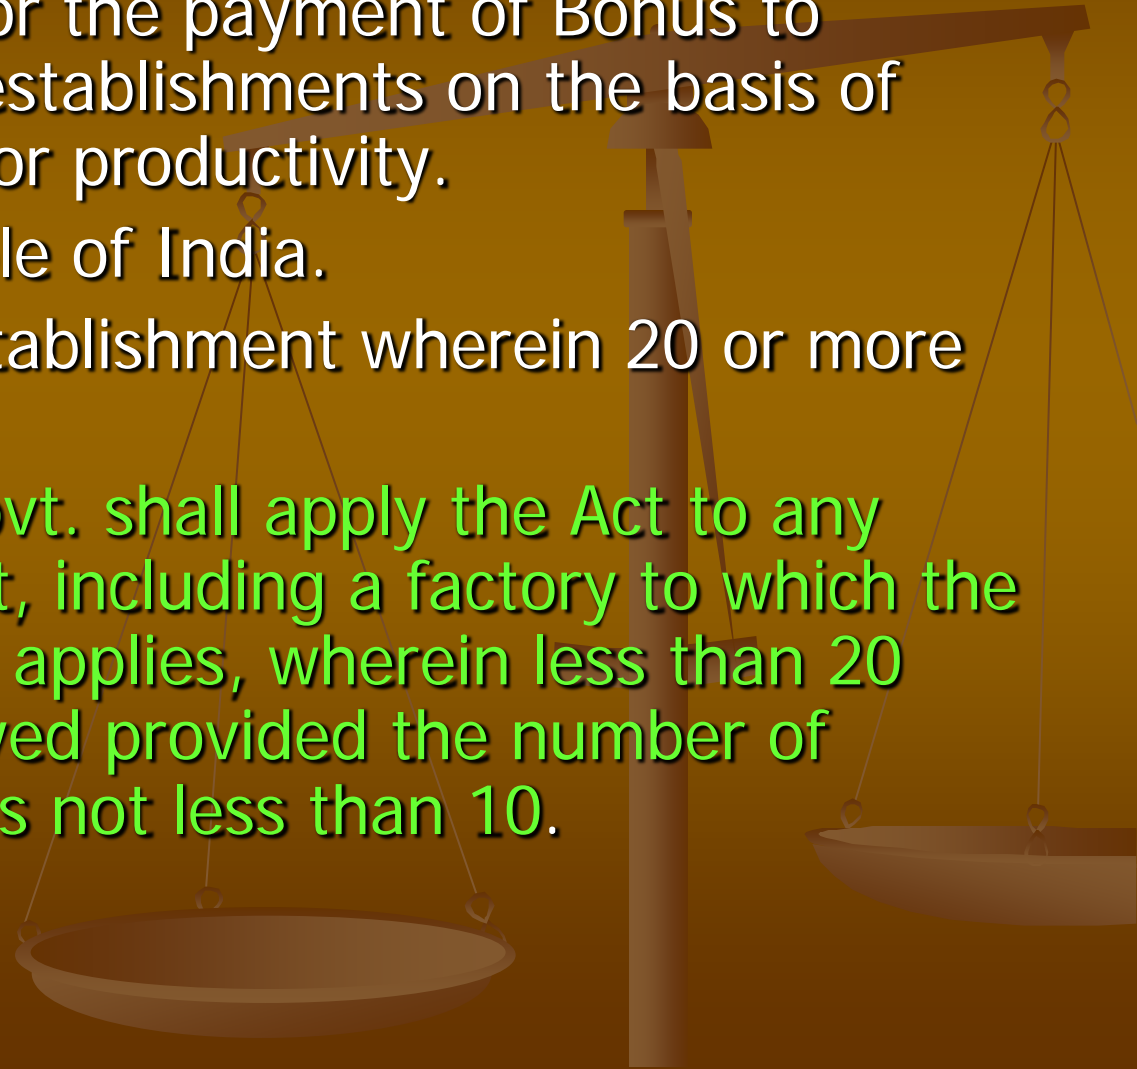 or the payment of Bonus to
establishments on the basis of
or productivity.
le of India.
tablishment wherein 20 or more
ovt. shall apply the Act to any
t, including a factory to which the
applies, wherein less than 20
yed provided the number of
s not less than 10.